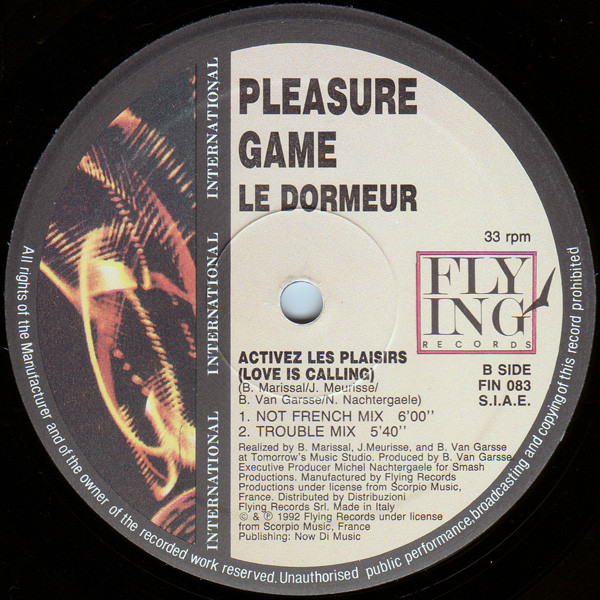 PLEASURE
GAME
LE DORMEUR
33 rpm
FLY
ING
RECORDS
ACTIVEZ LES PLAISIRS
(LOVE IS CALLING)
(B. Marissal/J. Meurisse/
B. Van Garsse/N. Nachtergaele)
1. NOT FRENCH MIX 6'00''
2. TROUBLE MIX 5'40''
B SIDE
FIN 083
S.I.A.E.
Realized by B. Marissal, J.Meurisse, and B. Van Garsse
at Tomorrow's Music Studio. Produced by B. Van Garsse
Executive Producer Michel Nachtergaele for Smash
Productions. Manufactured by Flying Records
Productions under license from Scorpio Music,
France. Distributed by Distribuzioni
Flying Records Srl. Made in Italy
© & ℗ 1992 Flying Records under license
from Scorpio Music, France
Publishing: Now Di Music
INTERNATIONAL
INTERNATIONAL
INTERNATIONAL
All rights of the Manufacturer and of the owner of the recorded work reserved. Unauthorised public performance, broadcasting and copying of this record prohibited